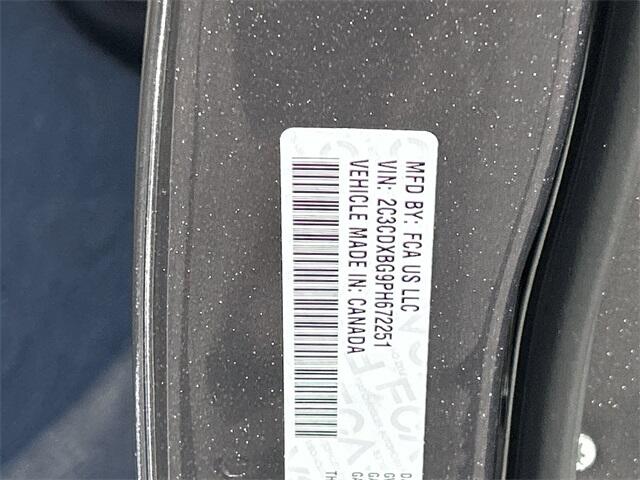 MFD BY: FCA US LLC
VIN: 2C3CDXBG9PH672251
VEHICLE MADE IN: CANADA